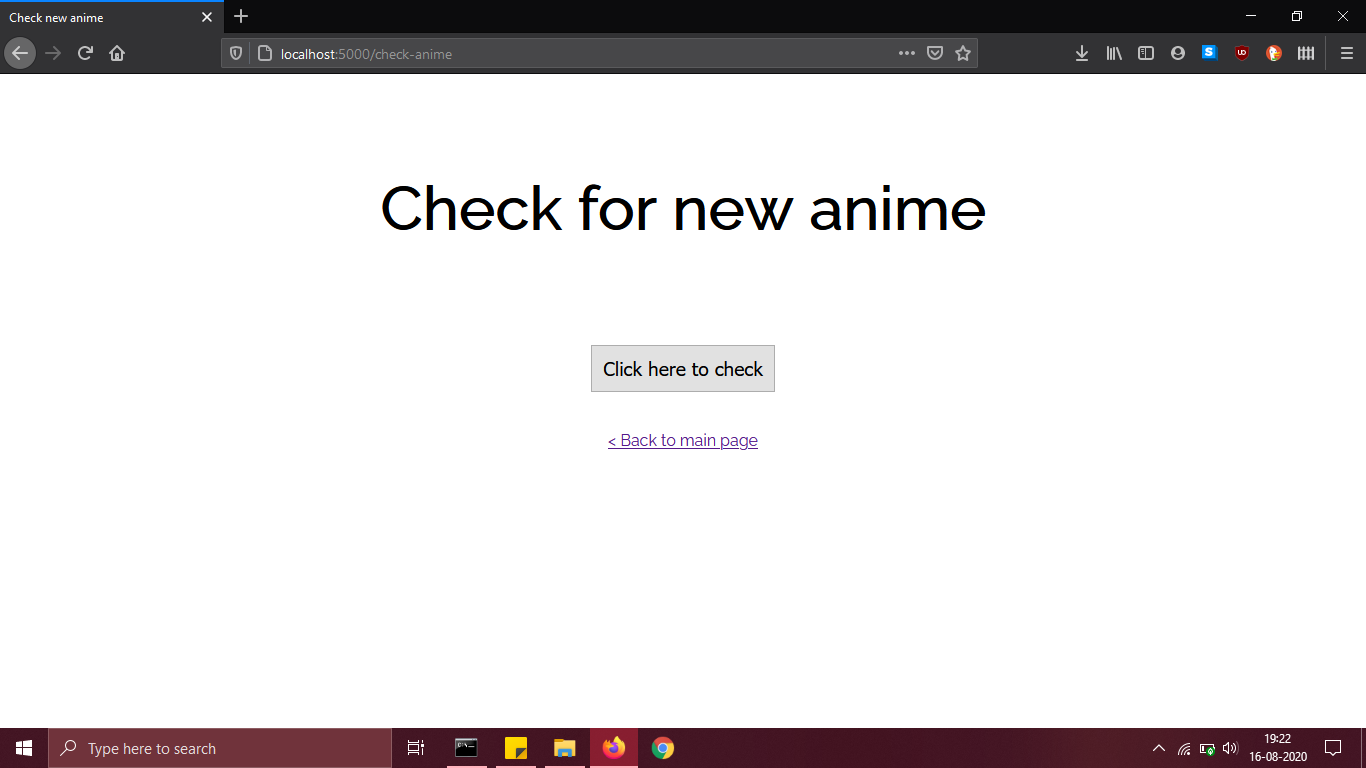 Check new anime
localhost:5000/check-anime
Check for new anime
Click here to check
< Back to main page
Type here to search
19:22
16-08-2020